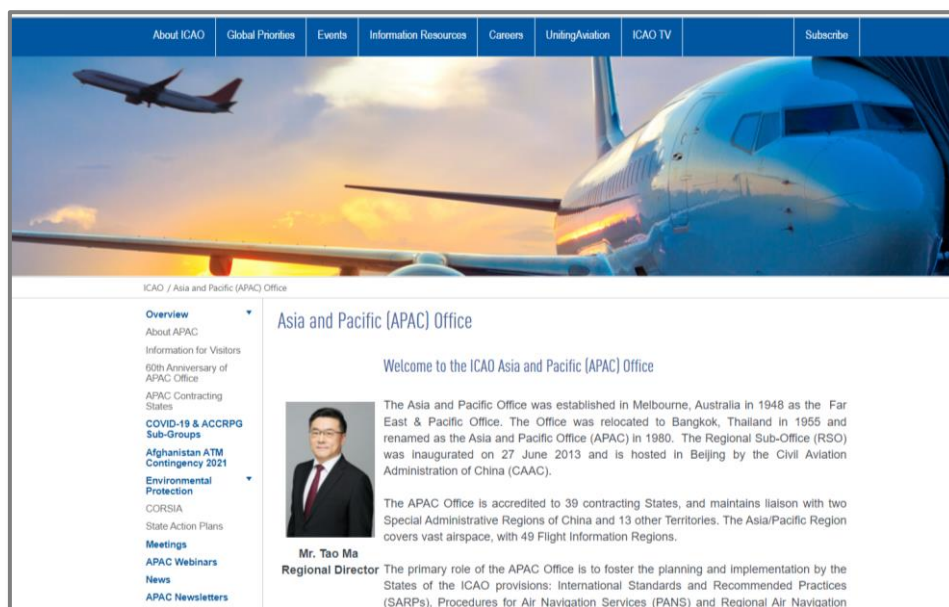 About ICAO Global Priorities Events Information Resources Careers UnitingAviation ICAO TV Subscribe
ICAO / Asia and Pacific (APAC) Office
Overview
About APAC
Information for Visitors
60th Anniversary of
APAC Office
APAC Contracting
States
COVID-19 & ACCRPG
Sub-Groups
Afghanistan ATM
Contingency 2021
Environmental
Protection
CORSIA
State Action Plans
Meetings
APAC Webinars
News
APAC Newsletters
Asia and Pacific (APAC) Office
Welcome to the ICAO Asia and Pacific (APAC) Office
Mr. Tao Ma
Regional Director
The Asia and Pacific Office was established in Melbourne, Australia in 1948 as the Far
East & Pacific Office. The Office was relocated to Bangkok, Thailand in 1955 and
renamed as the Asia and Pacific Office (APAC) in 1980. The Regional Sub-Office (RSO)
was inaugurated on 27 June 2013 and is hosted in Beijing by the Civil Aviation
Administration of China (CAAC).
The APAC Office is accredited to 39 contracting States, and maintains liaison with two
Special Administrative Regions of China and 13 other Territories. The Asia/Pacific Region
covers vast airspace, with 49 Flight Information Regions.
The primary role of the APAC Office is to foster the planning and implementation by the
States of the ICAO provisions: International Standards and Recommended Practices
(SARPs), Procedures for Air Navigation Services (PANS) and Regional Air Navigation